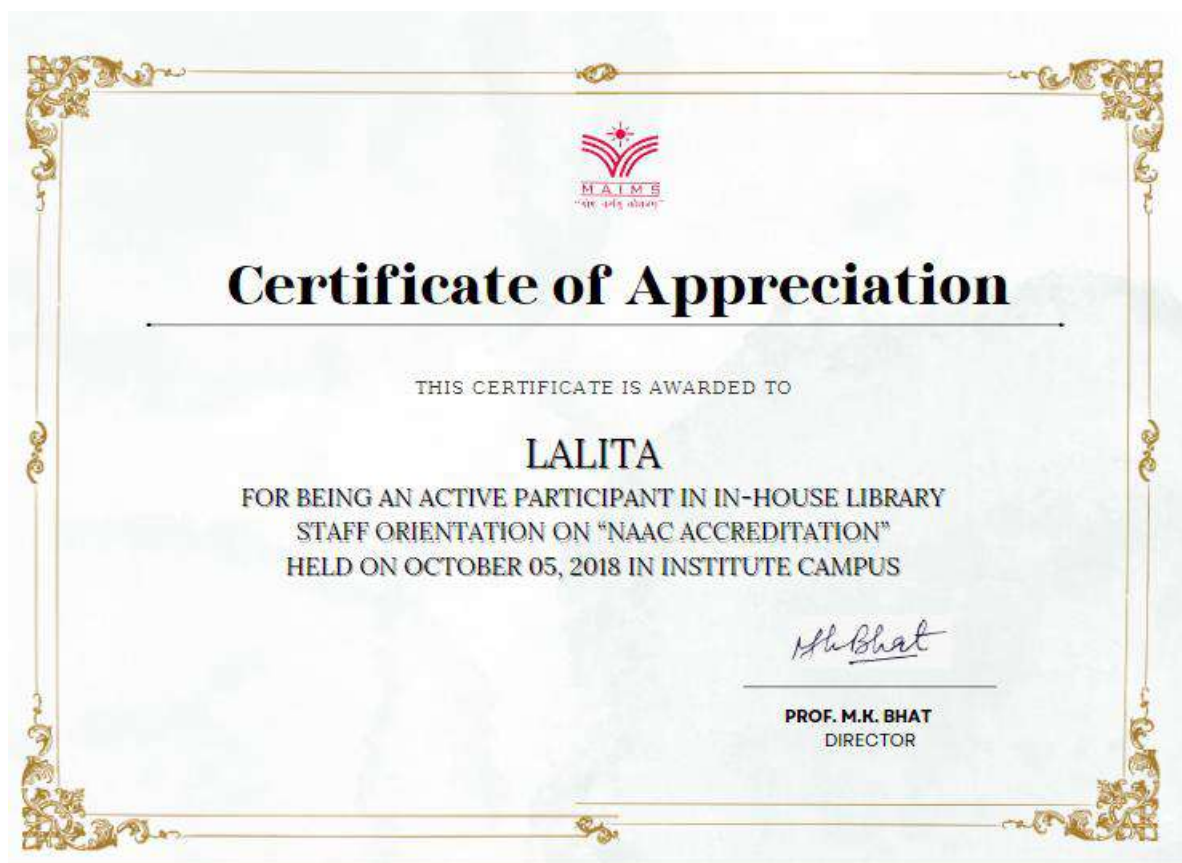 MAIMS
Certificate of Appreciation
THIS CERTIFICATE IS AWARDED TO
LALITA
FOR BEING AN ACTIVE PARTICIPANT IN IN-HOUSE LIBRARY
STAFF ORIENTATION ON “NAAC ACCREDITATION”
HELD ON OCTOBER 05, 2018 IN INSTITUTE CAMPUS
MkBhat
PROF. M.K. BHAT
DIRECTOR